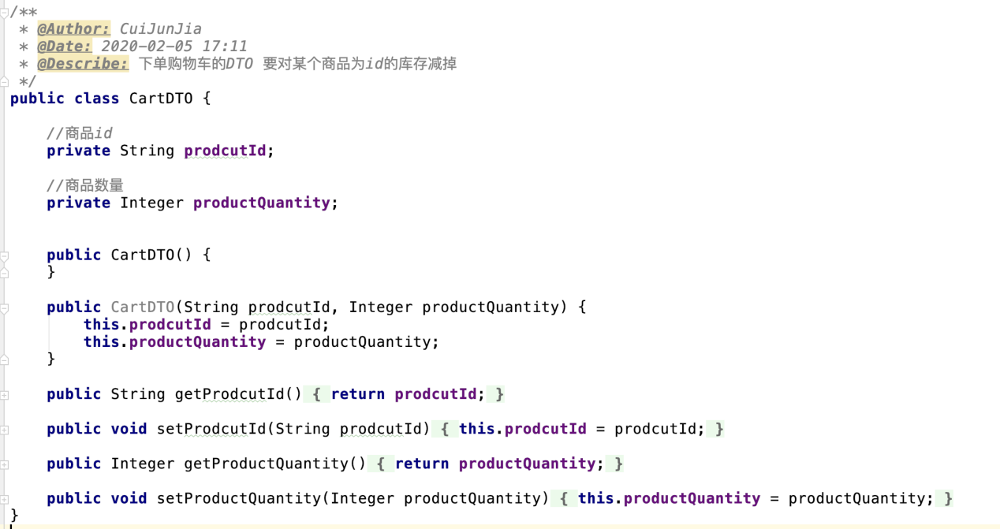 /**
 * @Author: CuiJunJia
 * @Date: 2020-02-05 17:11
 * @Describe: 下单购物车的DTO 要对某个商品为id的库存减掉
 */
public class CartDTO {
    //商品id
    private String prodcutId;
    //商品数量
    private Integer productQuantity;
    public CartDTO() {
    }
    public CartDTO(String prodcutId, Integer productQuantity) {
        this.prodcutId = prodcutId;
        this.productQuantity = productQuantity;
    }
    public String getProdcutId() { return prodcutId; }
    public void setProdcutId(String prodcutId) { this.prodcutId = prodcutId; }
    public Integer getProductQuantity() { return productQuantity; }
    public void setProductQuantity(Integer productQuantity) { this.productQuantity = productQuantity; }
}